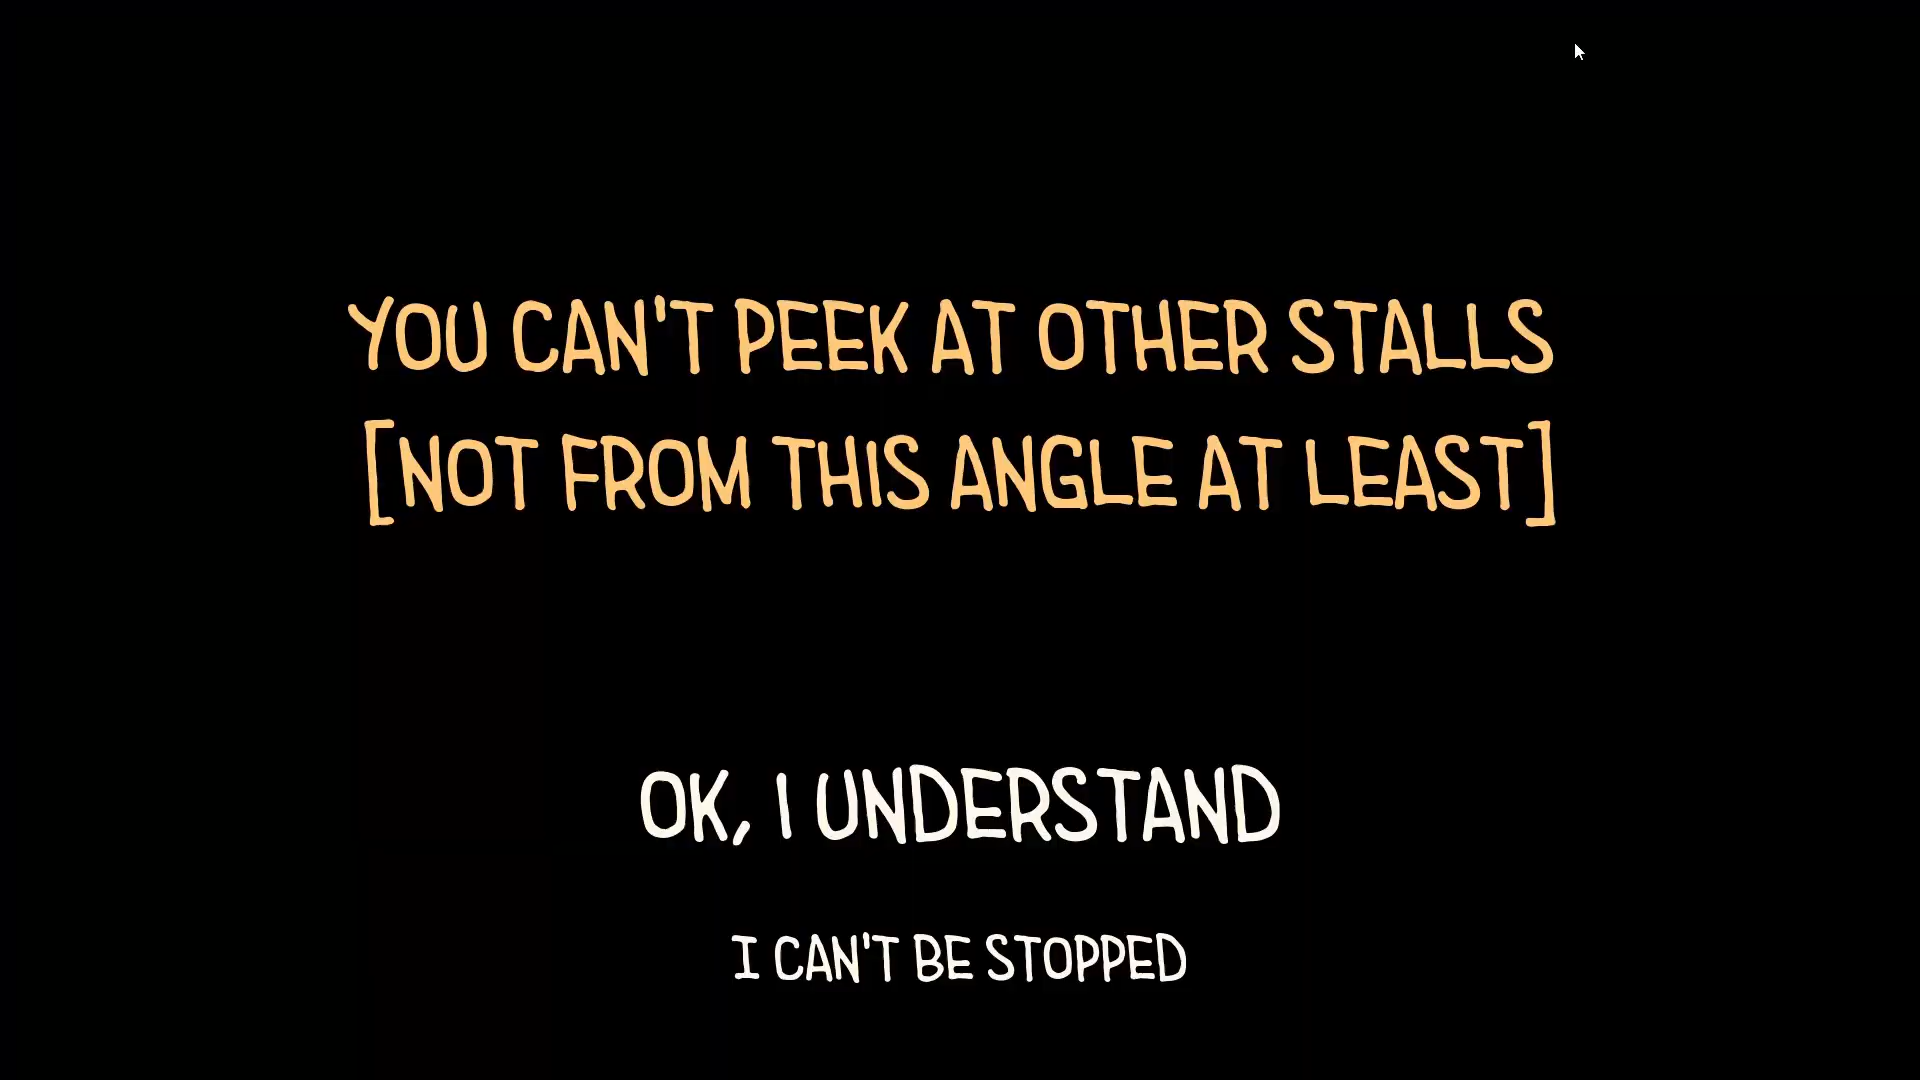 YOU CAN'T PEEK AT OTHER STALLS
[NOT FROM THIS ANGLE AT LEAST]
OK, I UNDERSTAND
I CAN'T BE STOPPED